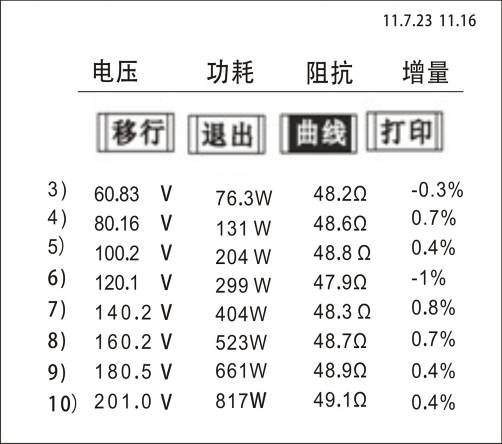 11.7.23 11.16
电压 功耗 阻抗 增量
移行 退出 曲线 打印
3) 60.83 V 76.3W 48.2Ω -0.3%
4) 80.16 V 131 W 48.6Ω 0.7%
5) 100.2 V 204 W 48.8 Ω 0.4%
6) 120.1 V 299 W 47.9Ω -1%
7) 140.2 V 404W 48.3 Ω 0.8%
8) 160.2 V 523W 48.7Ω 0.7%
9) 180.5 V 661W 48.9Ω 0.4%
10) 201.0 V 817W 49.1Ω 0.4%